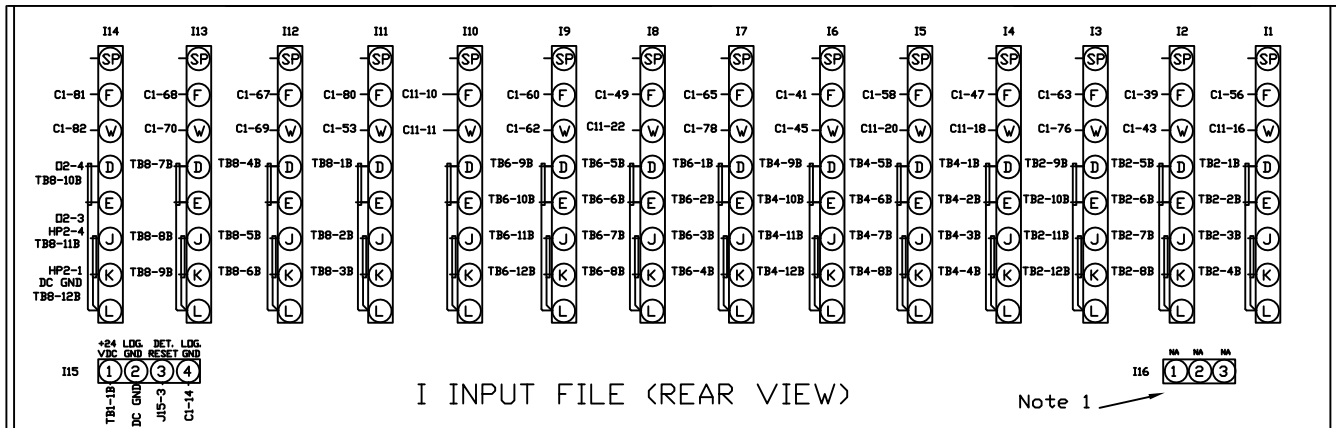 I14 I13 I12 I11 I10 I9 I8 I7 I6 I5 I4 I3 I2 I1
SP SP SP SP SP SP SP SP SP SP SP SP SP SP
C1-81 F C1-68 F C1-67 F C1-80 F C11-10 F C1-60 F C1-49 F C1-65 F C1-41 F C1-58 F C1-47 F C1-63 F C1-39 F C1-56 F
C1-82 W C1-70 W C1-69 W C1-53 W C11-11 W C1-62 W C11-22 W C1-78 W C1-45 W C11-20 W C11-18 W C1-76 W C1-43 W C11-16 W
D2-4 D TB8-7B D TB8-4B D TB8-1B D D TB6-9B D TB6-5B D TB6-1B D TB4-9B D TB4-5B D TB4-1B D TB2-9B D TB2-5B D TB2-1B D
TB8-10B
E E E E E TB6-10B E TB6-6B E TB6-2B E TB4-10B E TB4-6B E TB4-2B E TB2-10B E TB2-6B E TB2-2B E
D2-3
HP2-4 J TB8-8B J TB8-5B J TB8-2B J J TB6-11B J TB6-7B J TB6-3B J TB4-11B J TB4-7B J TB4-3B J TB2-11B J TB2-7B J TB2-3B J
TB8-11B
HP2-1 K TB8-9B K TB8-6B K TB8-3B K K TB6-12B K TB6-8B K TB6-4B K TB4-12B K TB4-8B K TB4-4B K TB2-12B K TB2-8B K TB2-4B K
DC GND
TB8-12B
L L L L L L L L L L L L L L
+24 LOG. DET. LOG.
VDC GND RESET GND
I15 1 2 3 4
TB1-1B
DC GND
J15-3
C1-14
I INPUT FILE (REAR VIEW)
NA NA NA
I16 1 2 3
Note 1